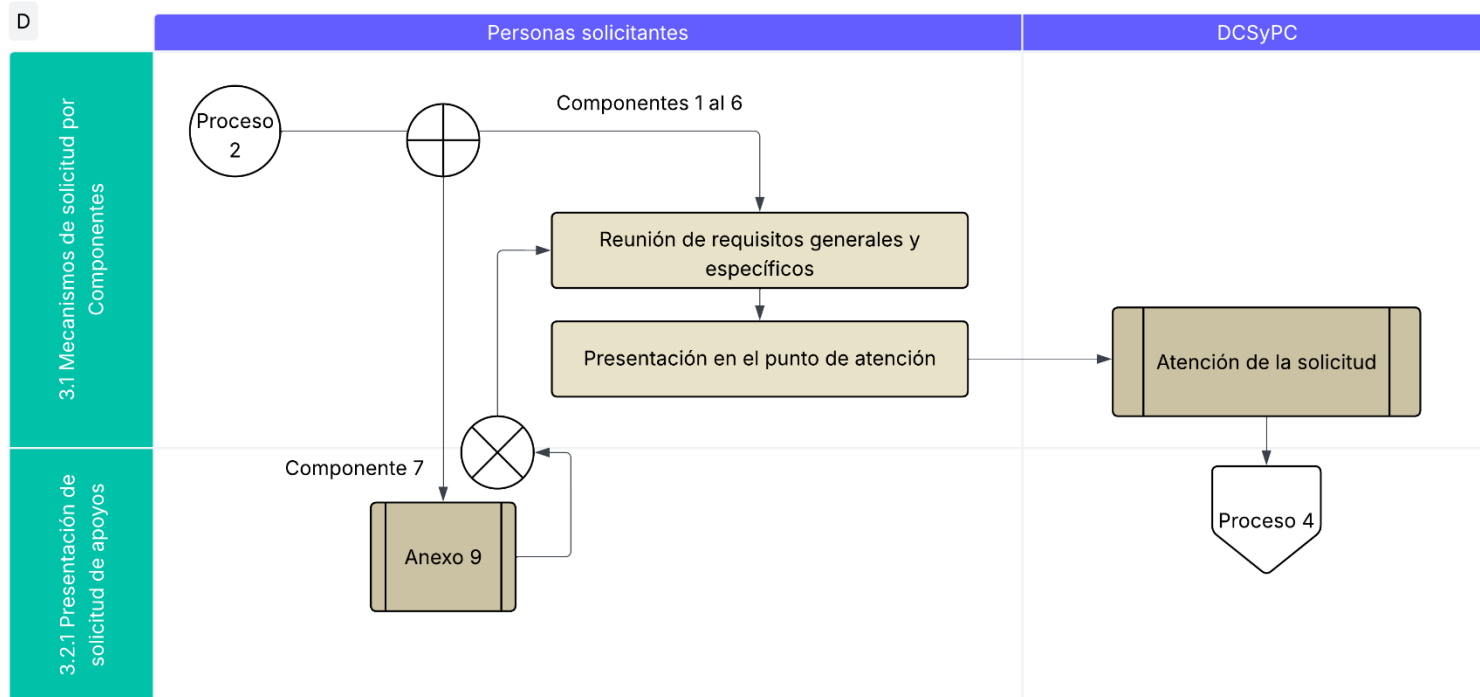 D
Personas solicitantes
DCSyPC
3.1 Mecanismos de solicitud por
Componentes
Proceso
2
Componentes 1 al 6
Reunión de requisitos generales y
específicos
Presentación en el punto de atención
Atención de la solicitud
3.2.1 Presentación de
solicitud de apoyos
Componente 7
Anexo 9
Proceso 4